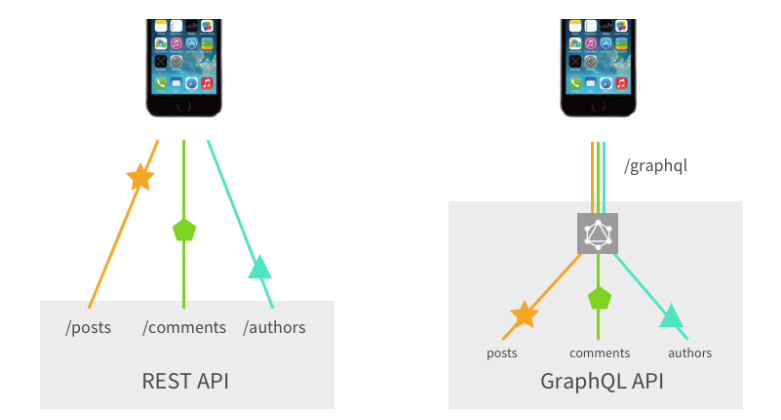 /posts
/comments
/authors
REST API
/graphql
posts
comments
authors
GraphQL API